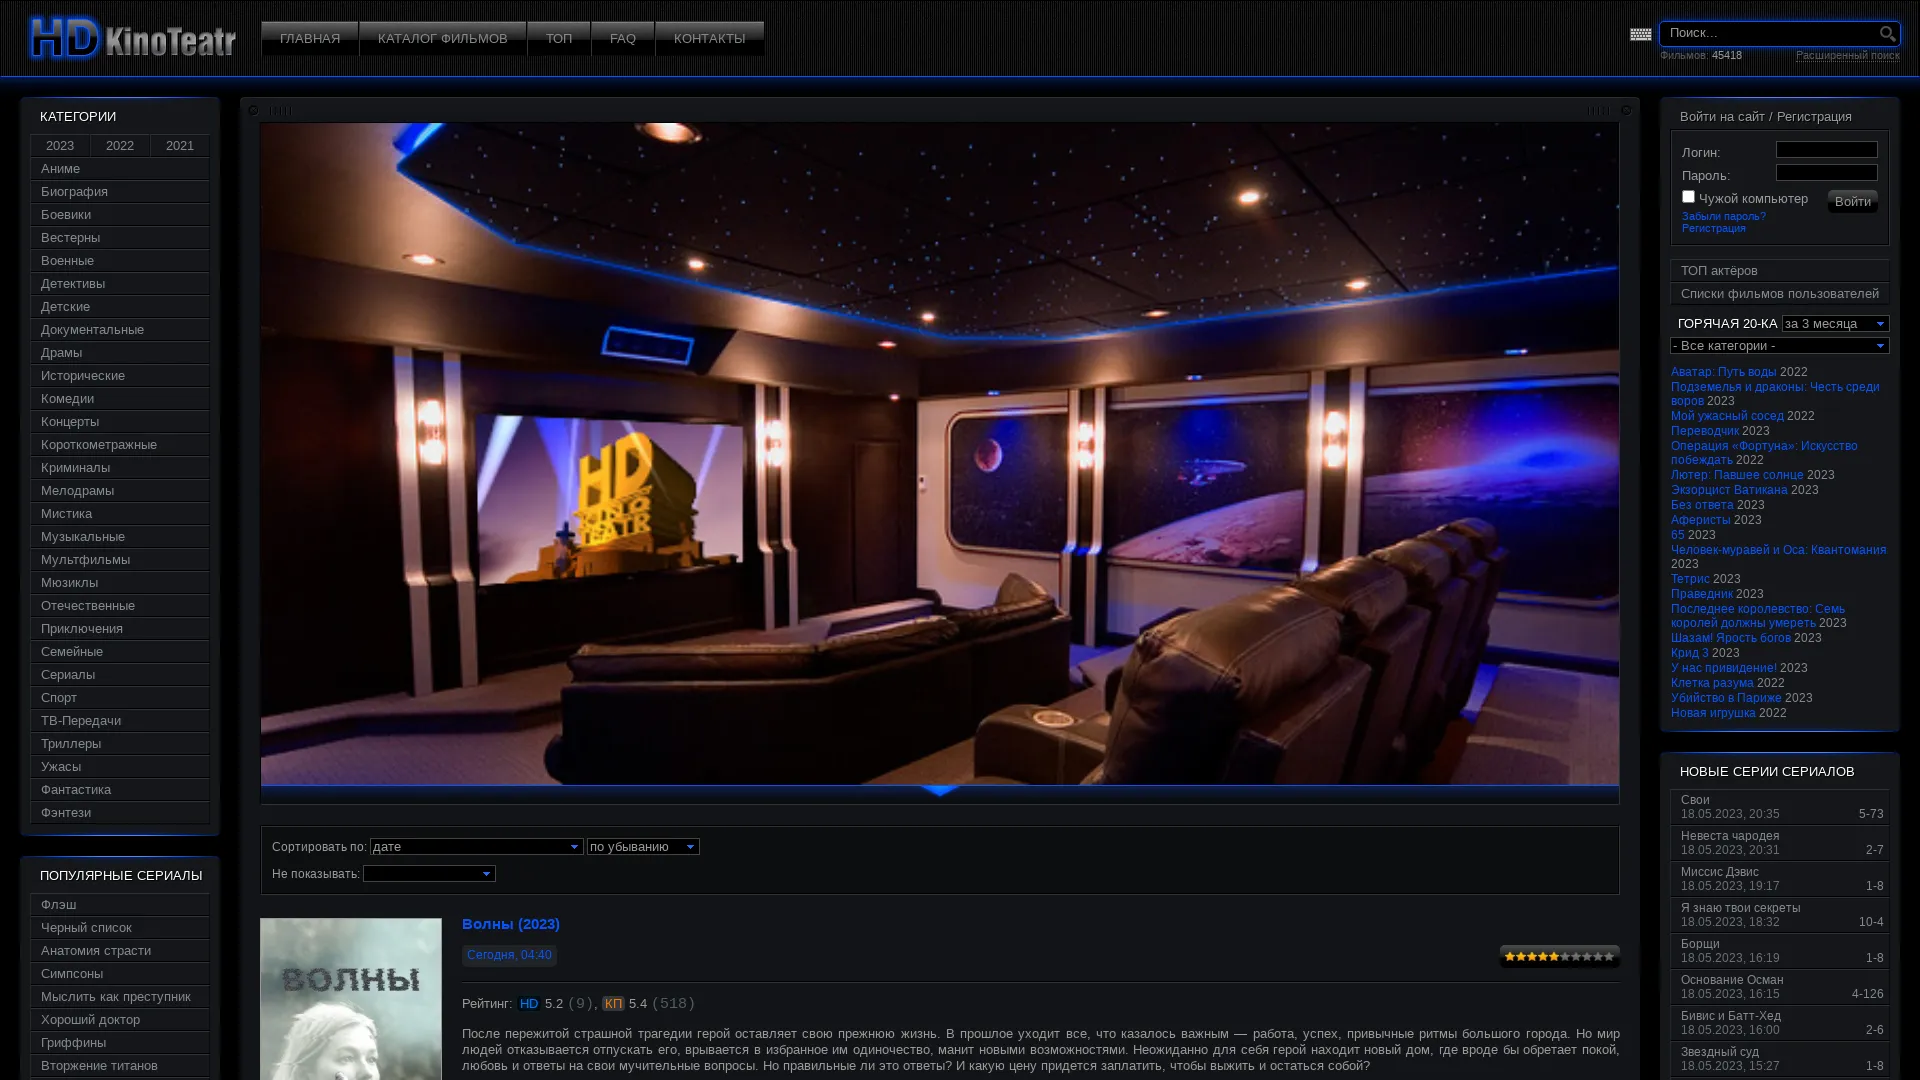 HD KinoTeatr
ГЛАВНАЯ
КАТАЛОГ ФИЛЬМОВ
ТОП
FAQ
КОНТАКТЫ
Поиск...
Фильмов: 45418
Расширенный поиск
КАТЕГОРИИ
2023 2022 2021
Аниме
Биография
Боевики
Вестерны
Военные
Детективы
Детские
Документальные
Драмы
Исторические
Комедии
Концерты
Короткометражные
Криминалы
Мелодрамы
Мистика
Музыкальные
Мультфильмы
Мюзиклы
Отечественные
Приключения
Семейные
Сериалы
Спорт
ТВ-Передачи
Триллеры
Ужасы
Фантастика
Фэнтези
ПОПУЛЯРНЫЕ СЕРИАЛЫ
Флэш
Черный список
Анатомия страсти
Симпсоны
Мыслить как преступник
Хороший доктор
Гриффины
Вторжение титанов
HD
KINO
TEATR
Сортировать по: дате по убыванию
Не показывать:
ВОЛНЫ
Волны (2023)
Сегодня, 04:40
Рейтинг: HD 5.2 (9), КП 5.4 (518)
После пережитой страшной трагедии герой оставляет свою прежнюю жизнь. В прошлое уходит все, что казалось важным — работа, успех, привычные ритмы большого города. Но мир
людей отказывается отпускать его, врывается в избранное им одиночество, манит новыми возможностями. Неожиданно для себя герой находит новый дом, где вроде бы обретает покой,
любовь и ответы на свои мучительные вопросы. Но правильные ли это ответы? И какую цену придется заплатить, чтобы выжить и остаться собой?
Войти на сайт / Регистрация
Логин:
Пароль:
Чужой компьютер Войти
Забыли пароль?
Регистрация
ТОП актёров
Списки фильмов пользователей
ГОРЯЧАЯ 20-КА за 3 месяца
- Все категории -
Аватар: Путь воды 2022
Подземелья и драконы: Честь среди
воров 2023
Мой ужасный сосед 2022
Переводчик 2023
Операция «Фортуна»: Искусство
побеждать 2022
Лютер: Павшее солнце 2023
Экзорцист Ватикана 2023
Без ответа 2023
Аферисты 2023
65 2023
Человек-муравей и Оса: Квантомания
2023
Тетрис 2023
Праведник 2023
Последнее королевство: Семь
королей должны умереть 2023
Шазам! Ярость богов 2023
Крид 3 2023
У нас привидение! 2023
Клетка разума 2022
Убийство в Париже 2023
Новая игрушка 2022
НОВЫЕ СЕРИИ СЕРИАЛОВ
Свои
18.05.2023, 20:35 5-73
Невеста чародея
18.05.2023, 20:31 2-7
Миссис Дэвис
18.05.2023, 19:17 1-8
Я знаю твои секреты
18.05.2023, 18:32 10-4
Борщи
18.05.2023, 16:19 1-8
Основание Осман
18.05.2023, 16:15 4-126
Бивис и Батт-Хед
18.05.2023, 16:00 2-6
Звездный суд
18.05.2023, 15:27 1-8